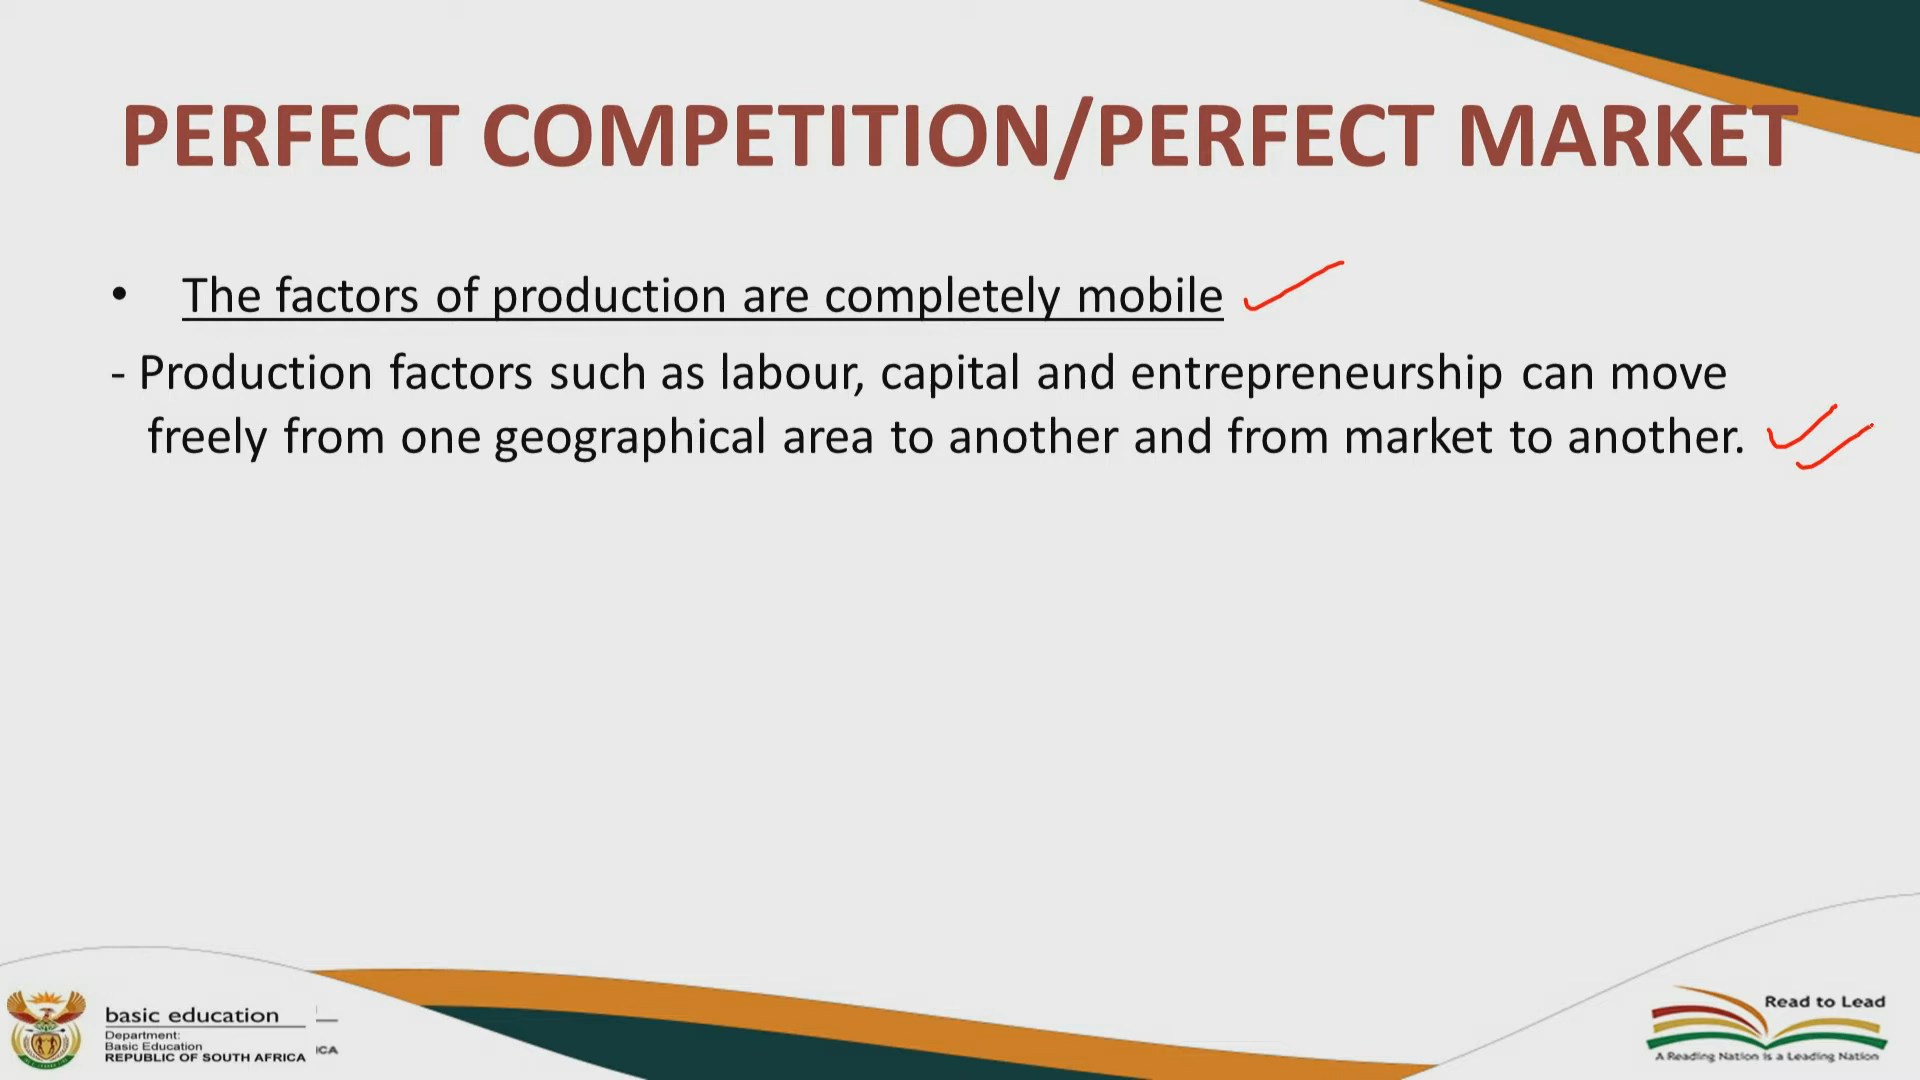 PERFECT COMPETITION/PERFECT MARKET
• The factors of production are completely mobile
- Production factors such as labour, capital and entrepreneurship can move
freely from one geographical area to another and from market to another.
basic education
Department:
Basic Education
REPUBLIC OF SOUTH AFRICA
ICA
Read to Lead
A Reading Nation is a Leading Nation